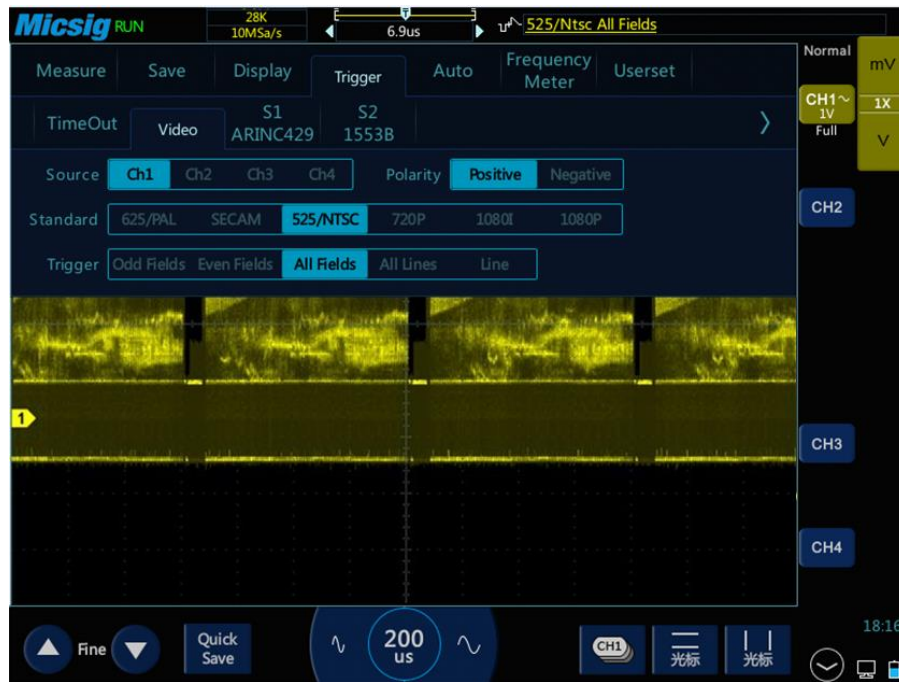 Micsig RUN
28K
10MSa/s
T
6.9us
525/Ntsc All Fields
Measure Save Display Trigger Auto Frequency Meter Userset
TimeOut Video S1 ARINC429 S2 1553B
Source Ch1 Ch2 Ch3 Ch4 Polarity Positive Negative
Standard 625/PAL SECAM 525/NTSC 720P 1080I 1080P
Trigger Odd Fields Even Fields All Fields All Lines Line
Normal
CH1
1V
Full
mV
1X
V
CH2
1
CH3
CH4
Fine
Quick
Save
200
us
CH1
光标
光标
18:16